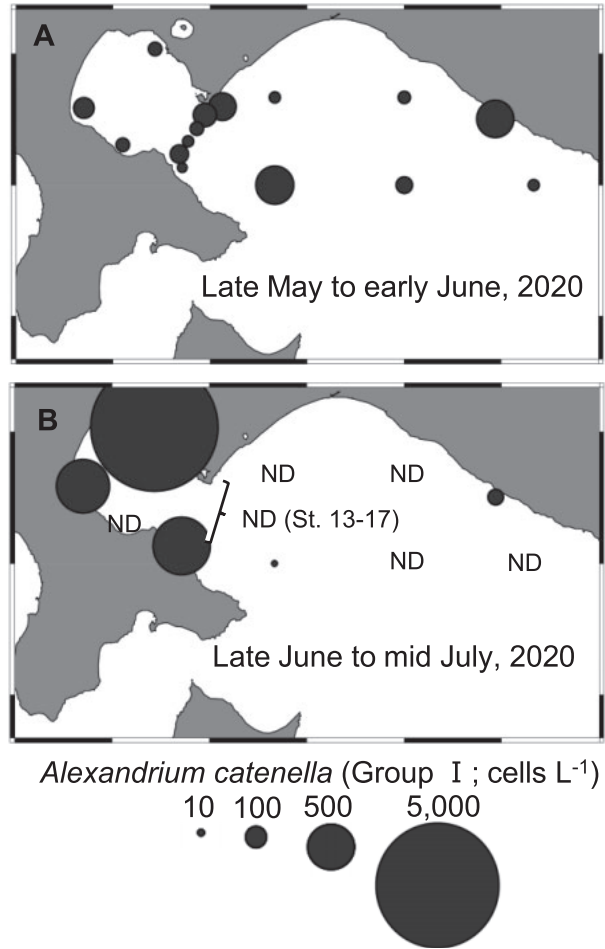 A
Late May to early June, 2020
B
ND ND
ND ND (St. 13-17)
ND ND
Late June to mid July, 2020
Alexandrium catenella (Group Ⅰ; cells L⁻¹)
10 100 500 5,000